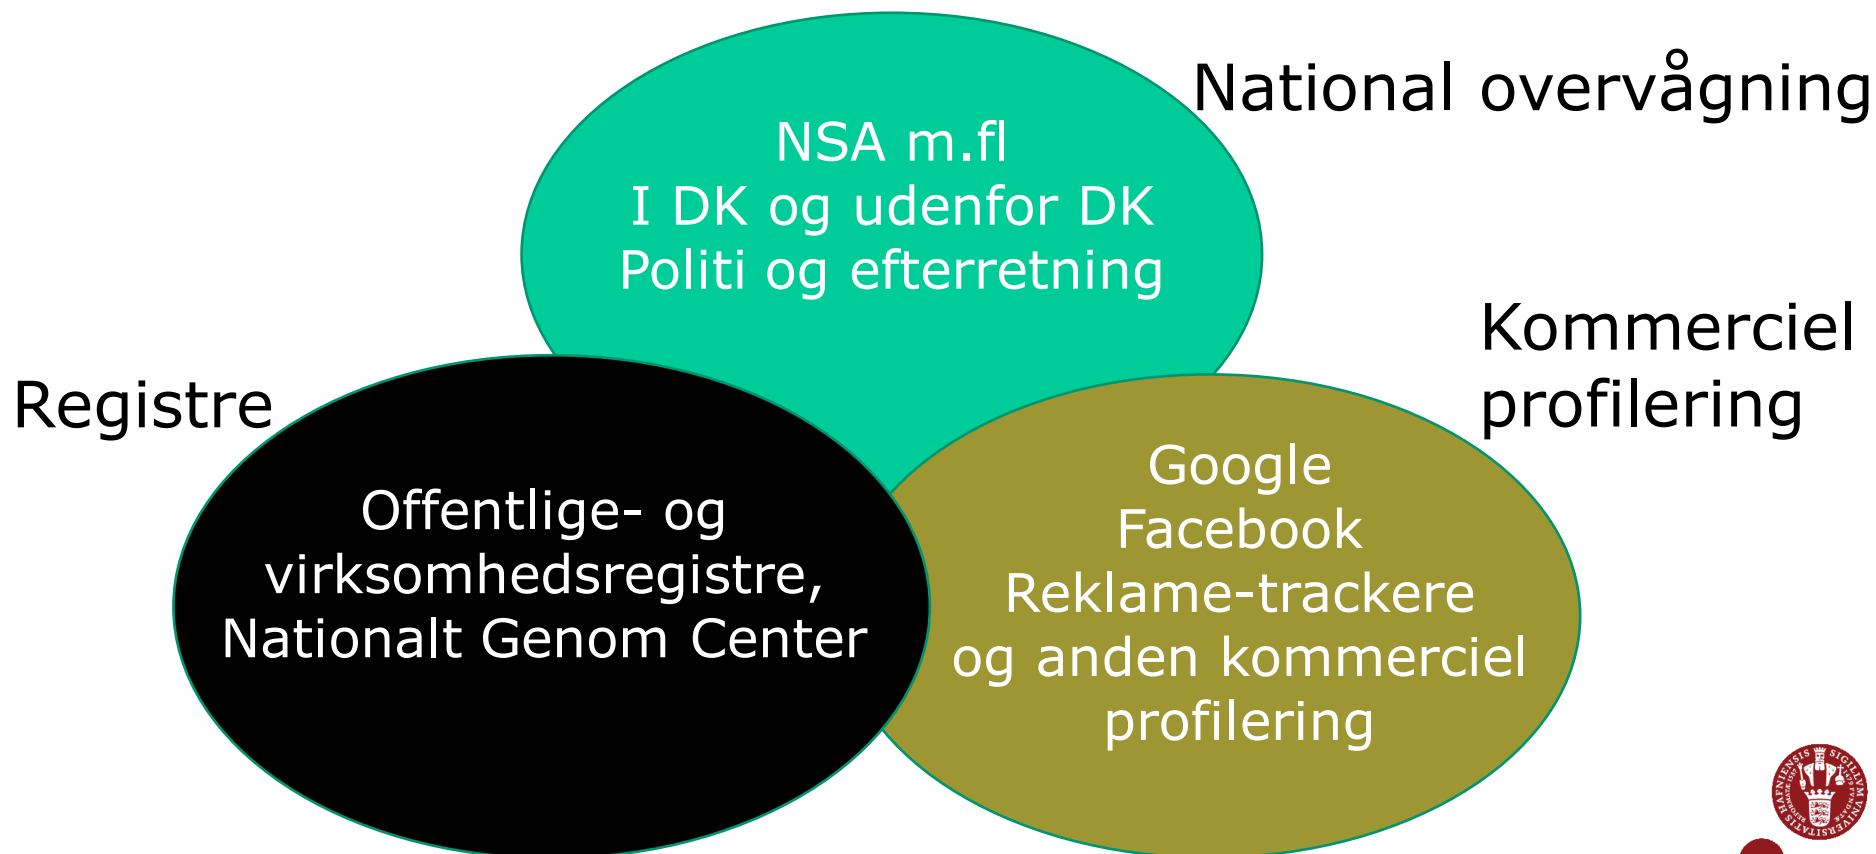 National overvågning
NSA m.fl
I DK og udenfor DK
Politi og efterretning
Kommerciel
profilering
Registre
Google
Facebook
Reklame-trackere
og anden kommerciel
profilering
Offentlige- og
virksomhedsregistre,
Nationalt Genom Center